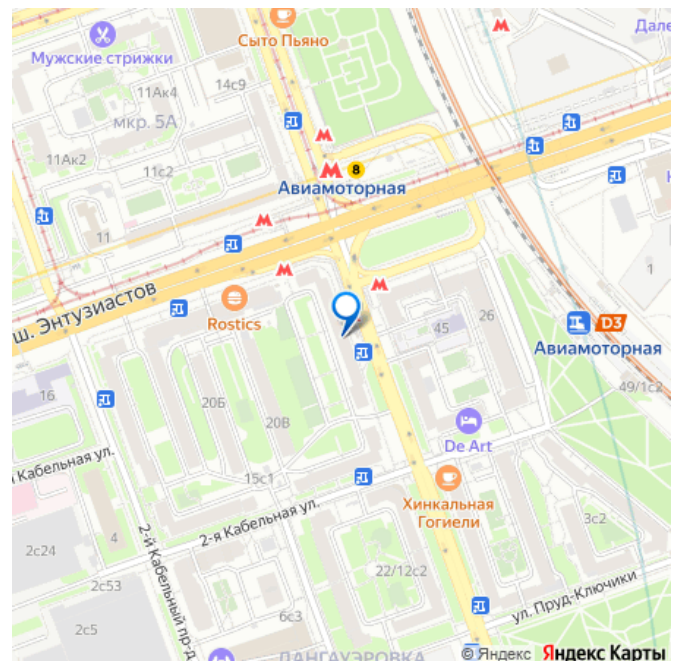 Сыто Пьяно
Дале
Мужские стрижки
14с9
11Ак4
мкр. 5А
11Ак2
11с2
8
Авиамоторная
11
1
ш. Энтузиастов
Rostics
45
26
D3
Авиамоторная
16
20Б
20В
49/1с2
De Art
я Кабельная ул.
15с1
Хинкальная
Гогиели
4
2-я Кабельная ул.
3с2
2с24
2-й Кабельный пр-д
22/12с2
2с53
ул. Пруд-Ключики
6с3
2с5
ДАНГАУЭРОВКА
© Яндекс Яндекс Карты